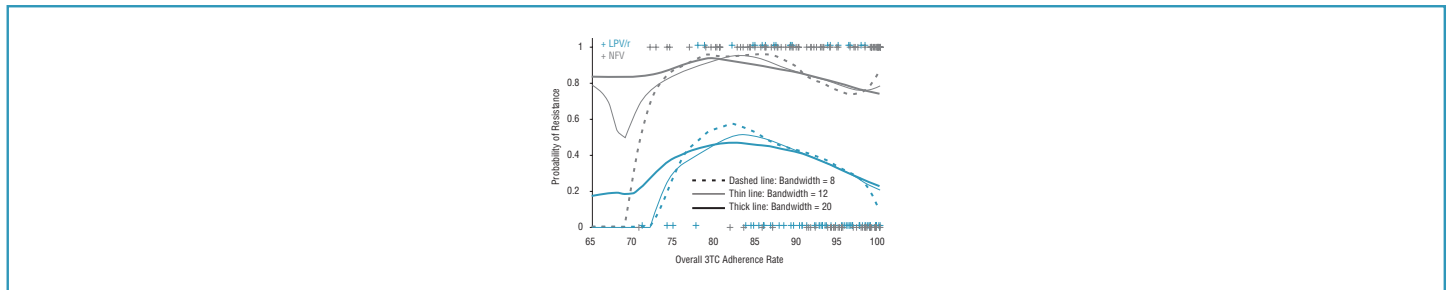 + LPV/r
+ NFV
1
0.8
0.6
0.4
0.2
0
Probability of Resistance
Dashed line: Bandwidth = 8
Thin line: Bandwidth = 12
Thick line: Bandwidth = 20
65 70 75 80 85 90 95 100
Overall 3TC Adherence Rate